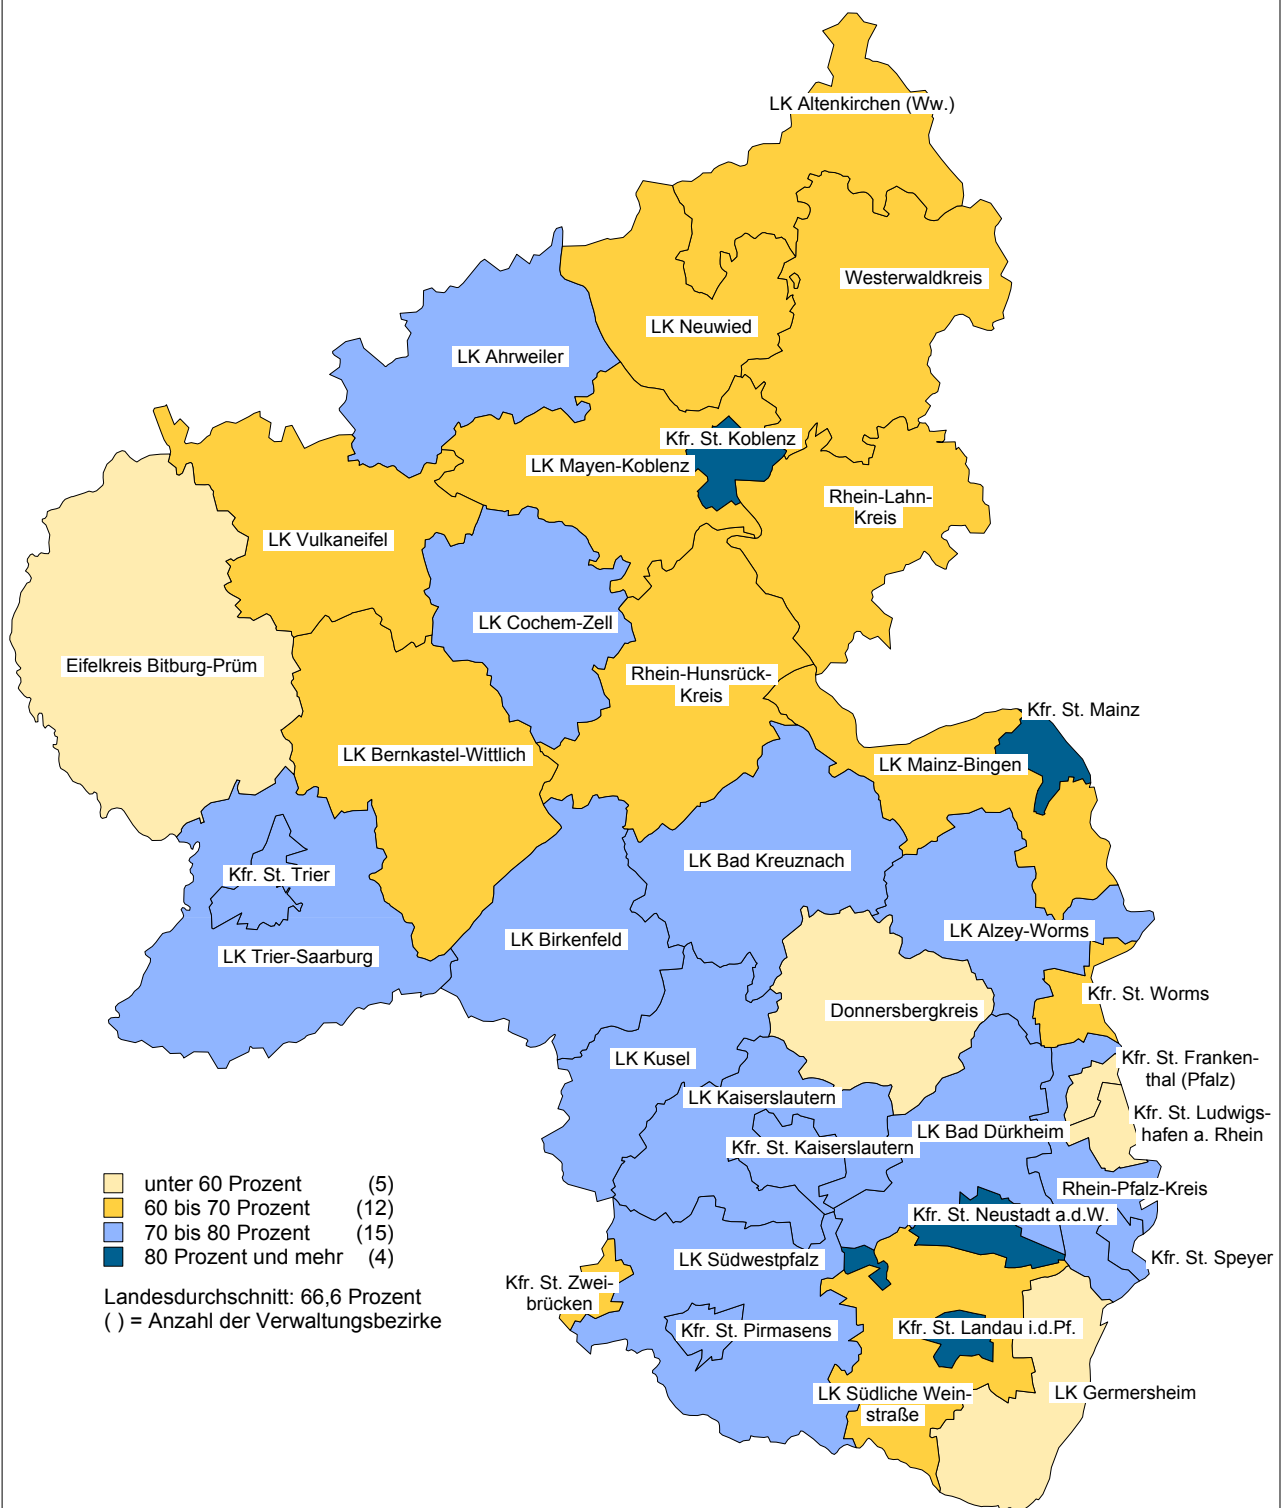 LK Altenkirchen (Ww.)
Westerwaldkreis
LK Neuwied
LK Ahrweiler
Kfr. St. Koblenz
LK Mayen-Koblenz
Rhein-Lahn-
Kreis
LK Vulkaneifel
LK Cochem-Zell
Eifelkreis Bitburg-Prüm
Rhein-Hunsrück-
Kreis
Kfr. St. Mainz
LK Bernkastel-Wittlich
LK Mainz-Bingen
LK Bad Kreuznach
Kfr. St. Trier
LK Alzey-Worms
LK Birkenfeld
LK Trier-Saarburg
Kfr. St. Worms
Donnersbergkreis
LK Kusel
Kfr. St. Franken-
thal (Pfalz)
LK Kaiserslautern
Kfr. St. Ludwigs-
hafen a. Rhein
LK Bad Dürkheim
Kfr. St. Kaiserslautern
Rhein-Pfalz-Kreis
Kfr. St. Neustadt a.d.W.
Kfr. St. Speyer
LK Südwestpfalz
Kfr. St. Zwei-
brücken
Kfr. St. Pirmasens
Kfr. St. Landau i.d.Pf.
LK Südliche Wein-
straße
LK Germersheim
unter 60 Prozent (5)
60 bis 70 Prozent (12)
70 bis 80 Prozent (15)
80 Prozent und mehr (4)
Landesdurchschnitt: 66,6 Prozent
( ) = Anzahl der Verwaltungsbezirke